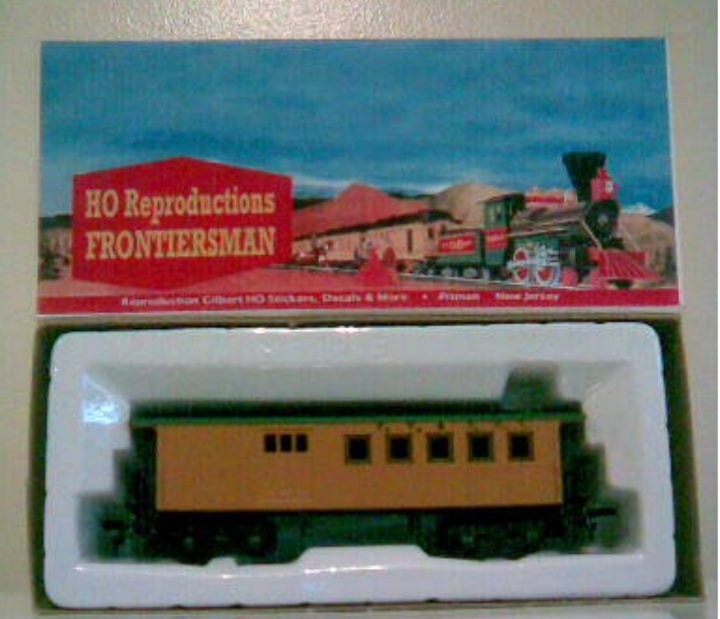 HO Reproductions
FRONTIERSMAN
Reproduction Gilbert HO Stickers, Decals & More • Pitman New Jersey